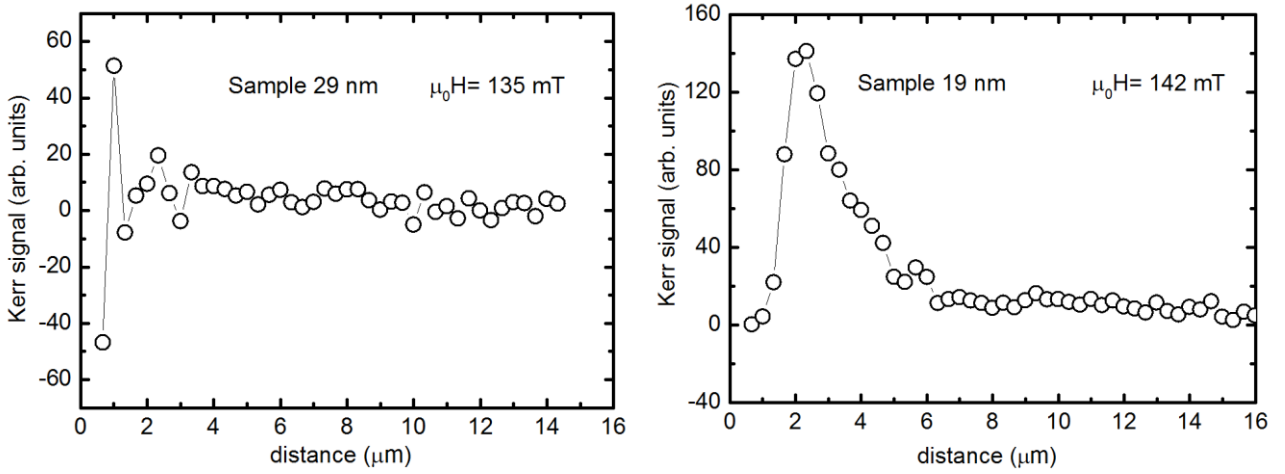 60
40
20
0
-20
-40
-60
Kerr signal (arb. units)
Sample 29 nm μ₀H= 135 mT
0 2 4 6 8 10 12 14 16
distance (μm)
160
120
80
40
0
-40
Kerr signal (arb. units)
Sample 19 nm μ₀H= 142 mT
0 2 4 6 8 10 12 14 16
distance (μm)